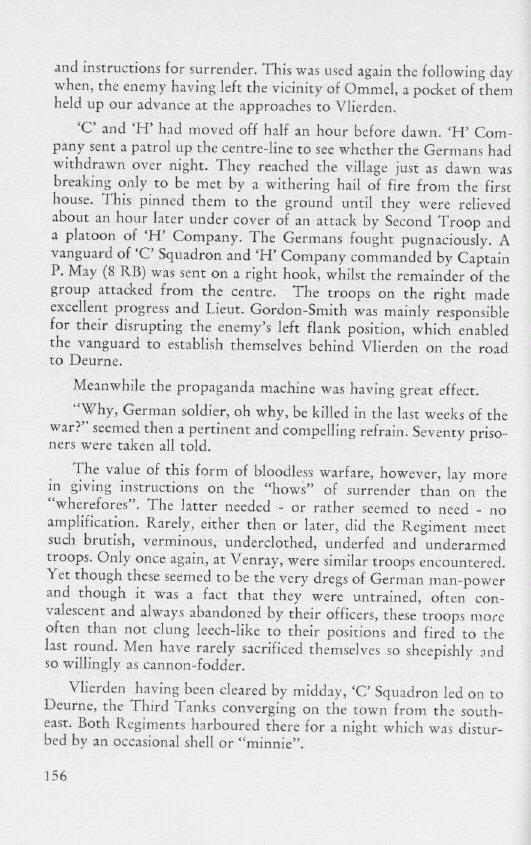 and instructions for surrender. This was used again the following day
when, the enemy having left the vicinity of Ommel, a pocket of them
held up our advance at the approaches to Vlierden.
‘C’ and ‘H’ had moved off half an hour before dawn. ‘H’ Com-
pany sent a patrol up the centre-line to see whether the Germans had
withdrawn over night. They reached the village just as dawn was
breaking only to be met by a withering hail of fire from the first
house. This pinned them to the ground until they were relieved
about an hour later under cover of an attack by Second Troop and
a platoon of ‘H’ Company. The Germans fought pugnaciously. A
vanguard of ‘C’ Squadron and ‘H’ Company commanded by Captain
P. May (8 RB) was sent on a right hook, whilst the remainder of the
group attacked from the centre. The troops on the right made
excellent progress and Lieut. Gordon-Smith was mainly responsible
for their disrupting the enemy’s left flank position, which enabled
the vanguard to establish themselves behind Vlierden on the road
to Deurne.
Meanwhile the propaganda machine was having great effect.
“Why, German soldier, oh why, be killed in the last weeks of the
war?” seemed then a pertinent and compelling refrain. Seventy priso-
ners were taken all told.
The value of this form of bloodless warfare, however, lay more
in giving instructions on the “hows” of surrender than on the
“wherefores”. The latter needed - or rather seemed to need - no
amplification. Rarely, either then or later, did the Regiment meet
such brutish, verminous, underclothed, underfed and underarmed
troops. Only once again, at Venray, were similar troops encountered.
Yet though these seemed to be the very dregs of German man-power
and though it was a fact that they were untrained, often con-
valescent and always abandoned by their officers, these troops more
often than not clung leech-like to their positions and fired to the
last round. Men have rarely sacrificed themselves so sheepishly and
so willingly as cannon-fodder.
Vlierden having been cleared by midday, ‘C’ Squadron led on to
Deurne, the Third Tanks converging on the town from the south-
east. Both Regiments harboured there for a night which was distur-
bed by an occasional shell or “minnie”.
156